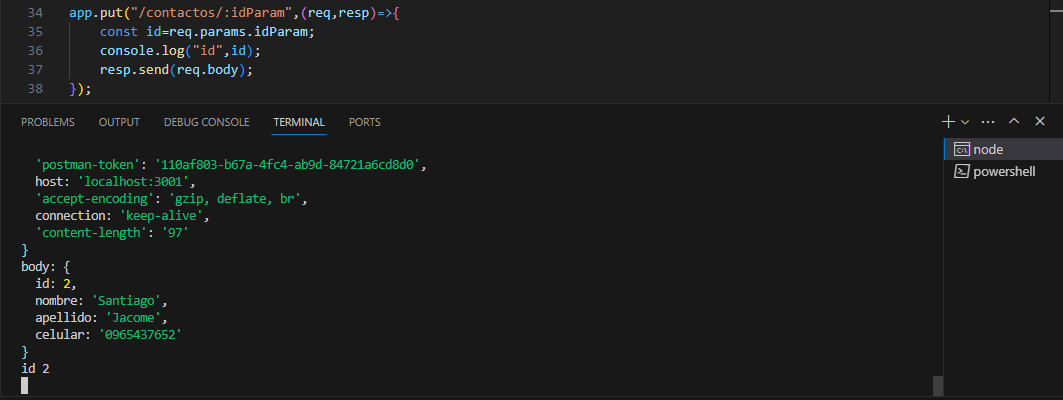 34 app.put("/contactos/:idParam",(req,resp)=>{
35     const id=req.params.idParam;
36     console.log("id",id);
37     resp.send(req.body);
38 });
PROBLEMS OUTPUT DEBUG CONSOLE TERMINAL PORTS
node
powershell
  'postman-token': '110af803-b67a-4fc4-ab9d-84721a6cd8d0',
  host: 'localhost:3001',
  'accept-encoding': 'gzip, deflate, br',
  connection: 'keep-alive',
  'content-length': '97'
}
body: {
  id: 2,
  nombre: 'Santiago',
  apellido: 'Jacome',
  celular: '0965437652'
}
id 2